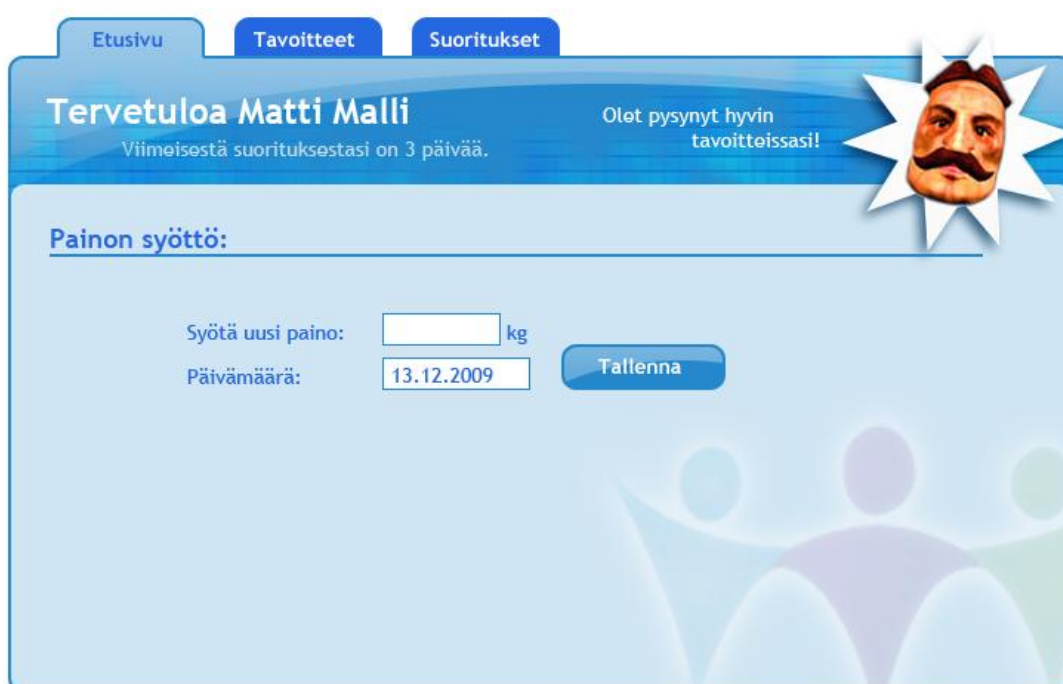 Etusivu Tavoitteet Suoritukset
Tervetuloa Matti Malli
Viimeisestä suorituksestasi on 3 päivää.
Olet pysynyt hyvin
tavoitteissasi!
Painon syöttö:
Syötä uusi paino: kg
Päivämäärä: 13.12.2009
Tallenna